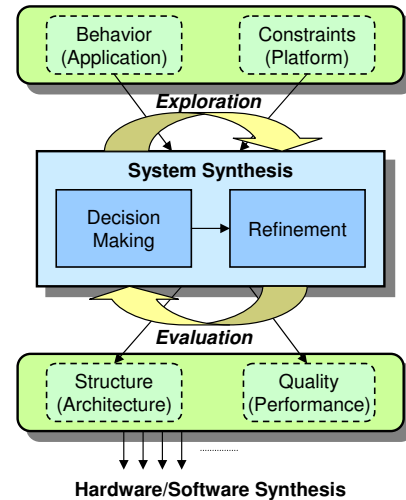 Behavior
(Application)
Constraints
(Platform)
Exploration
System Synthesis
Decision
Making
Refinement
Evaluation
Structure
(Architecture)
Quality
(Performance)
Hardware/Software Synthesis